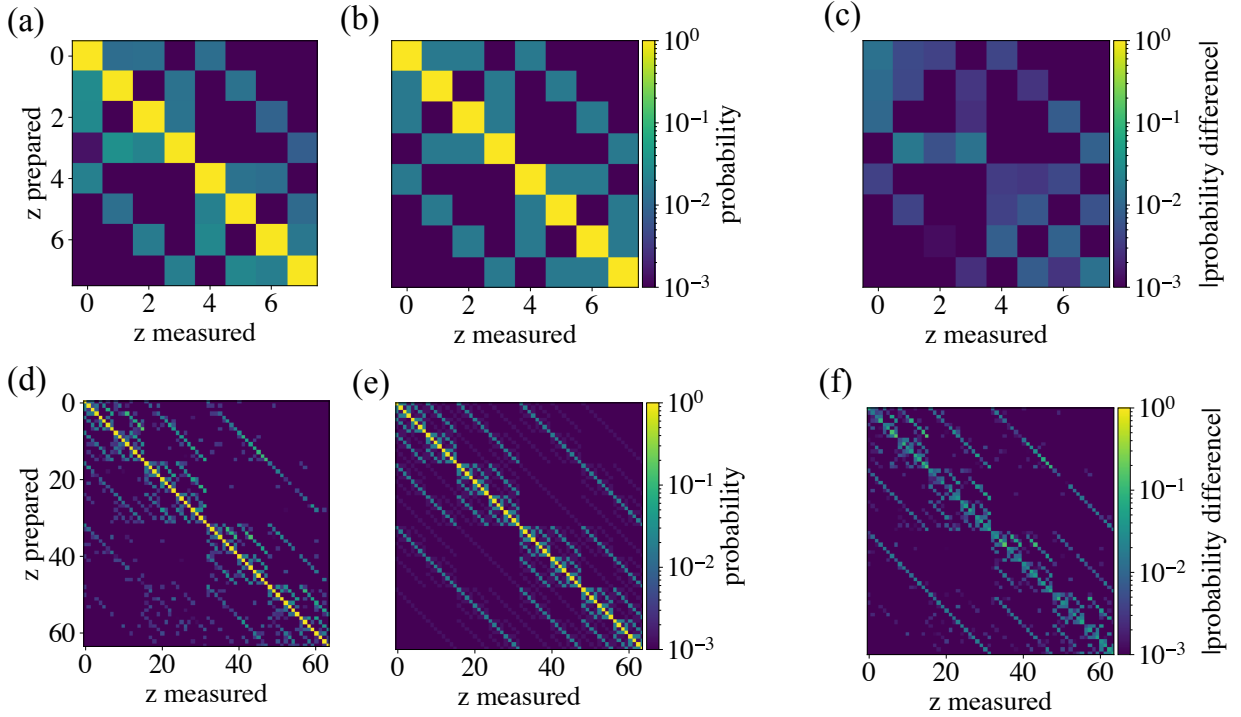 (a)
(b)
(c)
z prepared
0
2
4
6
0 2 4 6
z measured
0 2 4 6
z measured
10^0
10^-1
10^-2
10^-3
probability
0 2 4 6
z measured
10^0
10^-1
10^-2
10^-3
|probability difference|
(d)
(e)
(f)
z prepared
0
20
40
60
0 20 40 60
z measured
0 20 40 60
z measured
10^0
10^-1
10^-2
10^-3
probability
0 20 40 60
z measured
10^0
10^-1
10^-2
10^-3
|probability difference|